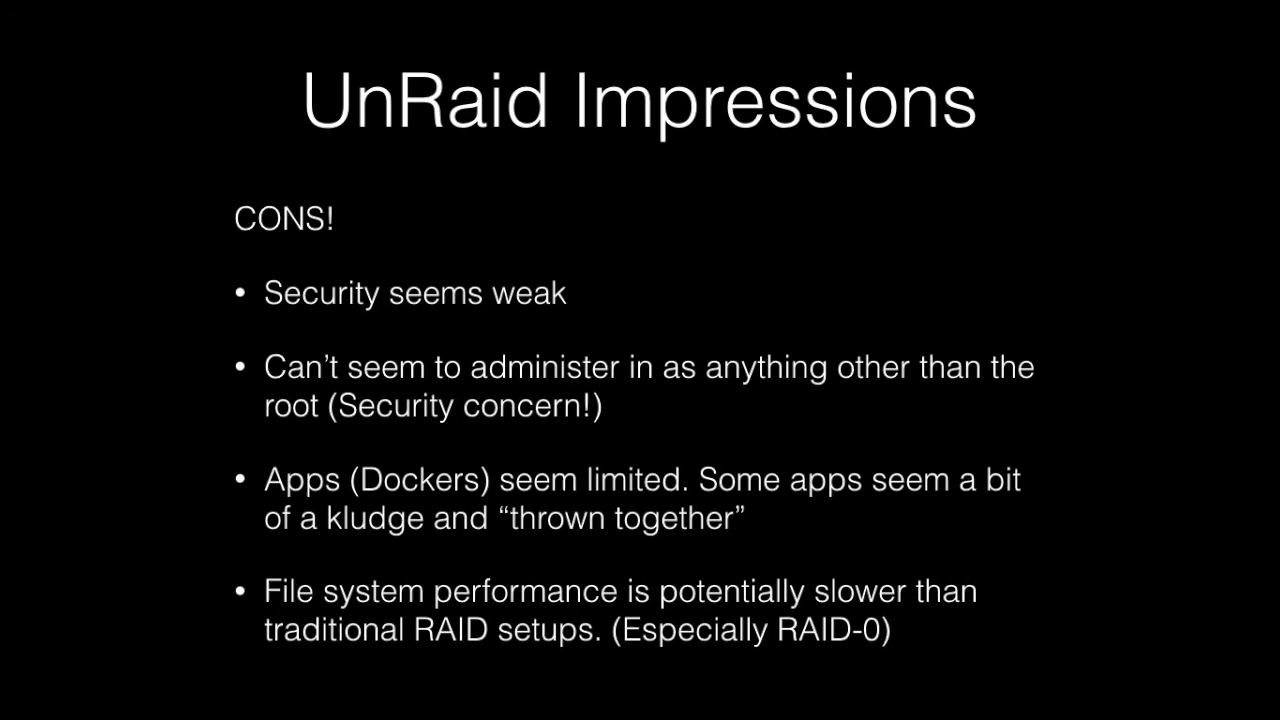 UnRaid Impressions
CONS!
• Security seems weak
• Can’t seem to administer in as anything other than the
root (Security concern!)
• Apps (Dockers) seem limited. Some apps seem a bit
of a kludge and “thrown together”
• File system performance is potentially slower than
traditional RAID setups. (Especially RAID-0)